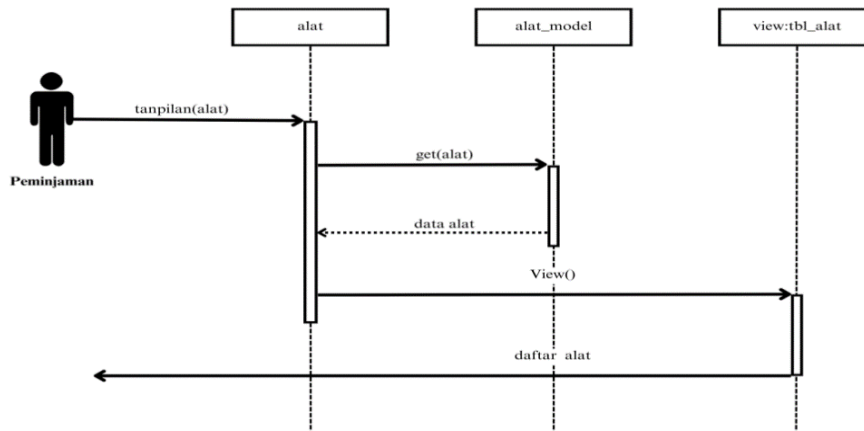 alat
alat_model
view:tbl_alat
tanpilan(alat)
get(alat)
Peminjaman
data alat
View()
daftar alat